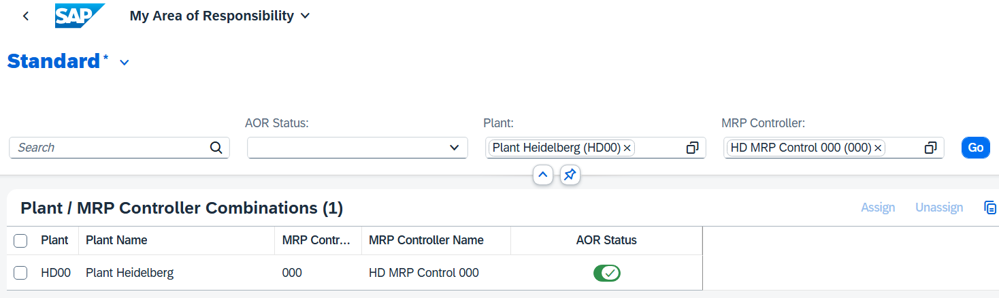 SAP My Area of Responsibility
Standard *
AOR Status: Plant: MRP Controller:
Search Plant Heidelberg (HD00) HD MRP Control 000 (000) Go
Plant / MRP Controller Combinations (1) Assign Unassign
Plant Plant Name MRP Contr... MRP Controller Name AOR Status
HD00 Plant Heidelberg 000 HD MRP Control 000